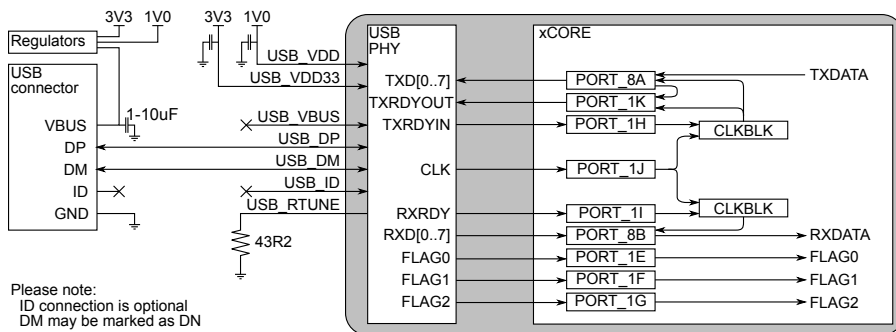 3V3 1V0
Regulators
USB
connector
1-10uF
VBUS
DP
DM
ID
GND
3V3 1V0
USB_VDD
USB_VDD33
USB_VBUS
USB_DP
USB_DM
USB_ID
USB_RTUNE
43R2
Please note:
ID connection is optional
DM may be marked as DN
USB
PHY
TXD[0..7]
TXRDYOUT
TXRDYIN
CLK
RXRDY
RXD[0..7]
FLAG0
FLAG1
FLAG2
xCORE
PORT_8A
PORT_1K
PORT_1H
PORT_1J
PORT_1I
PORT_8B
PORT_1E
PORT_1F
PORT_1G
CLKBLK
CLKBLK
TXDATA
RXDATA
FLAG0
FLAG1
FLAG2